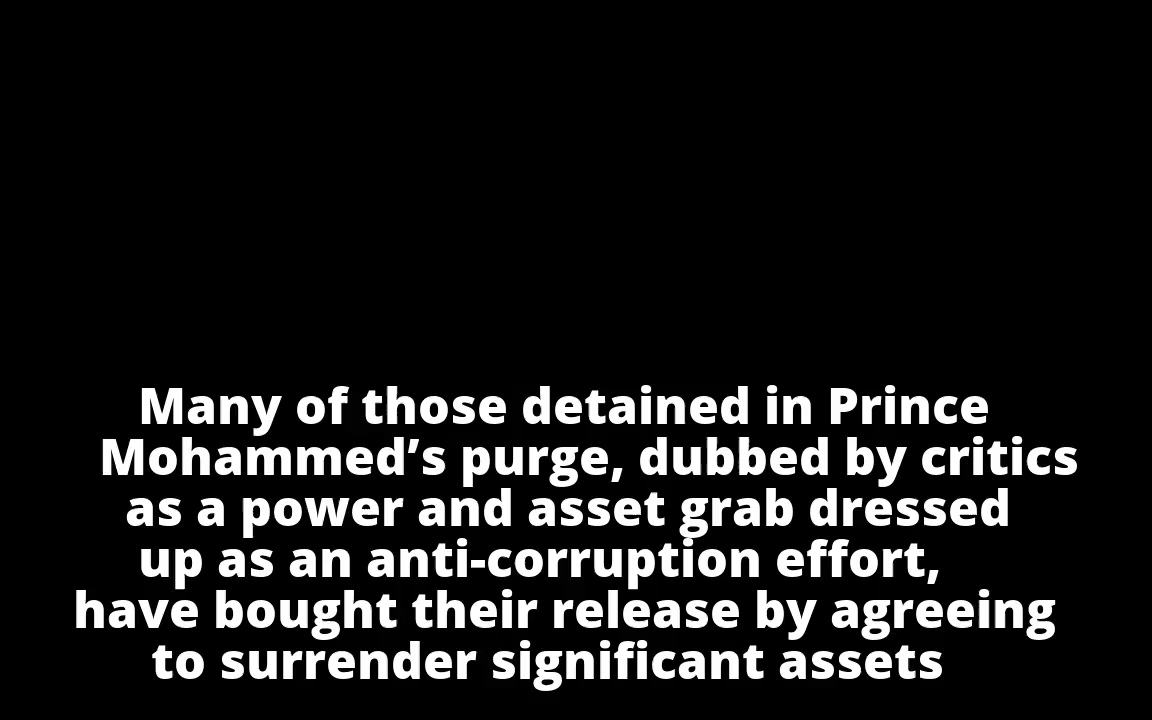 Many of those detained in Prince
Mohammed’s purge, dubbed by critics
as a power and asset grab dressed
up as an anti-corruption effort,
have bought their release by agreeing
to surrender significant assets